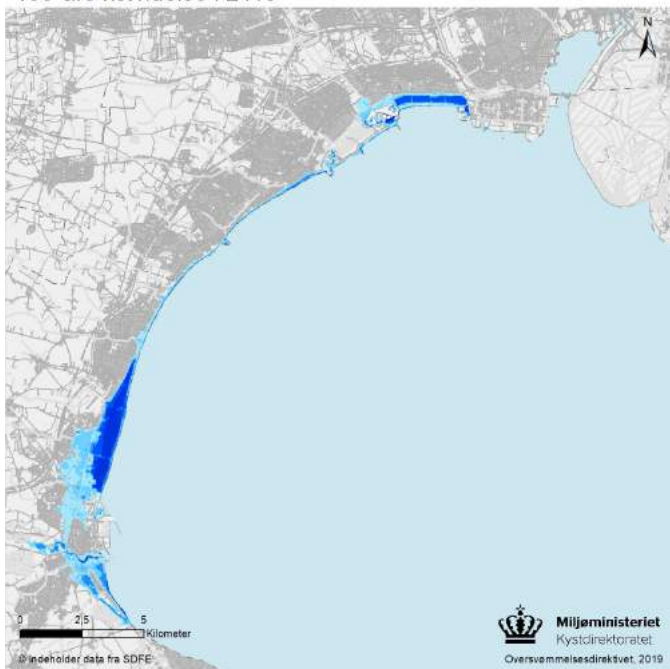 N
0 2,5 5
Kilometer
© Indeholder data fra SDFE
Miljøministeriet
Kystdirektoratet
Oversvømmelsesdirektivet, 2019